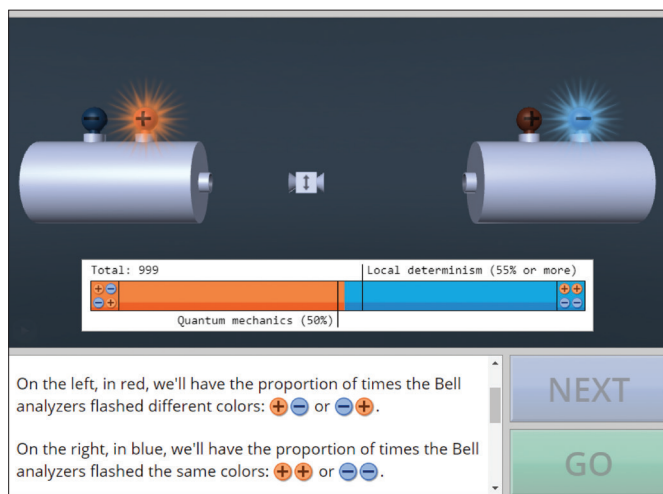 − +
+ −
Total: 999
Local determinism (55% or more)
+ −
− +
+ +
− −
Quantum mechanics (50%)
On the left, in red, we'll have the proportion of times the Bell
analyzers flashed different colors: + − or − +.
On the right, in blue, we'll have the proportion of times the Bell
analyzers flashed the same colors: + + or − −.
NEXT
GO